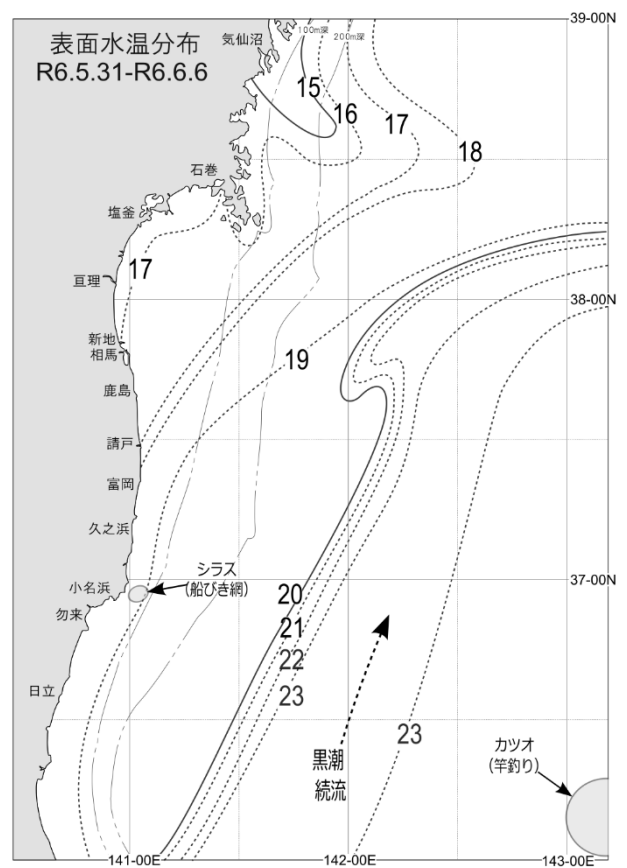 表面水温分布
R6.5.31-R6.6.6
39-00N
気仙沼
100m深
200m深
15
16
17
18
石巻
塩釜
17
亘理
38-00N
新地
相馬
19
鹿島
請戸
富岡
久之浜
小名浜
シラス
(船びき網)
37-00N
勿来
20
21
22
23
日立
黒潮
続流
23
カツオ
(竿釣り)
141-00E
142-00E
143-00E